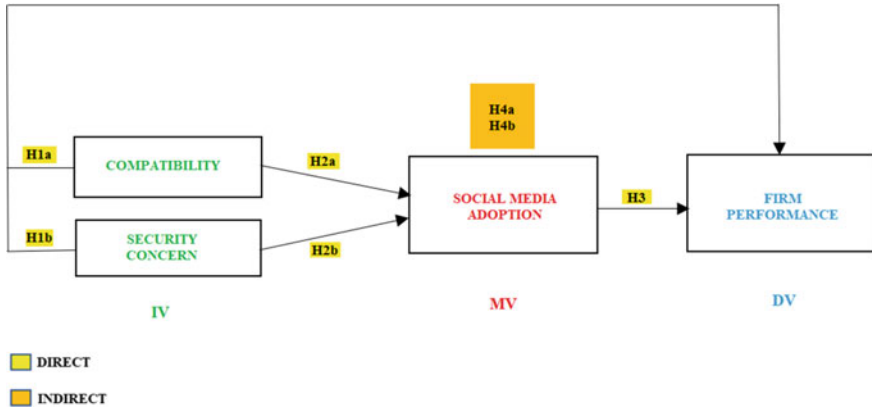 H4a
H4b
H1a
COMPATIBILITY
H2a
SOCIAL MEDIA
ADOPTION
H3
FIRM
PERFORMANCE
H1b
SECURITY
CONCERN
H2b
IV
MV
DV
DIRECT
INDIRECT